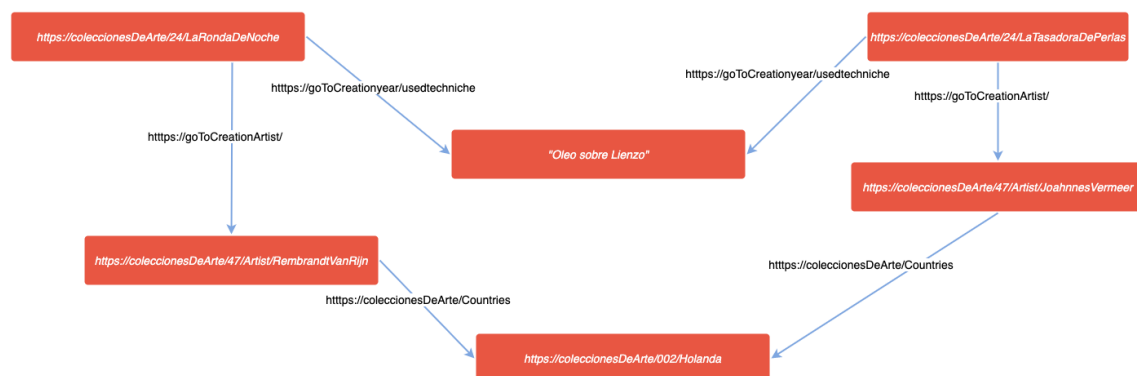 https://coleccionesDeArte/24/LaRondaDeNoche
https://coleccionesDeArte/24/LaTasadoraDePerlas
htttps://goToCreationyear/usedtechniche
htttps://goToCreationyear/usedtechniche
htttps://goToCreationArtist/
htttps://goToCreationArtist/
"Oleo sobre Lienzo"
https://coleccionesDeArte/47/Artist/JoahnnesVermeer
https://coleccionesDeArte/47/Artist/RembrandtVanRijn
htttps://coleccionesDeArte/Countries
htttps://coleccionesDeArte/Countries
https://coleccionesDeArte/002/Holanda